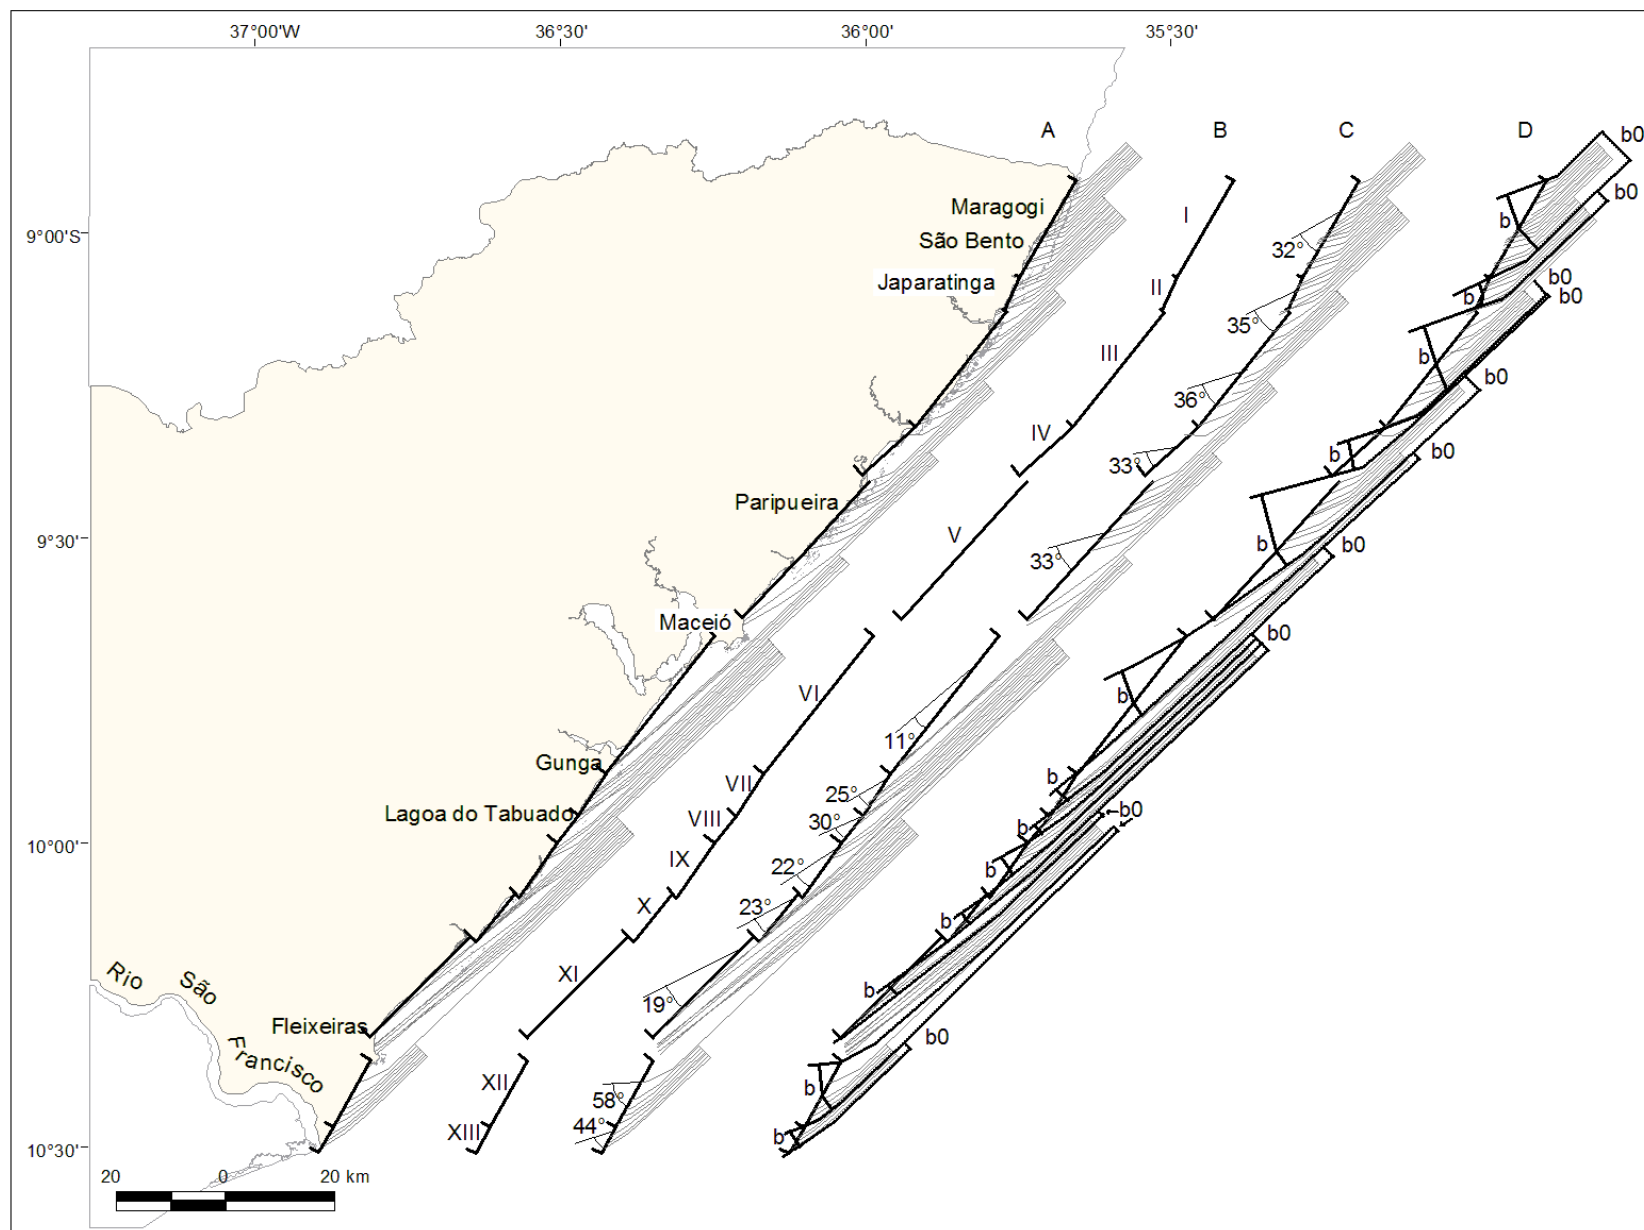 37°00'W 36°30' 36°00' 35°30'
A B C D b0
b0
I
Maragogi
b
9°00'S
São Bento
32°
Japaratinga
II
b
b0
b0
35°
III
b
b0
36°
IV
b
b0
33°
Paripueira
V
9°30'
b
b0
33°
Maceió
b0
VI
b
11°
Gunga
VII
b
25°
Lagoa do Tabuado
VIII
30°
b
b0
10°00'
IX
22°
b
X
23°
b
Rio São Francisco
XI
19°
b
Fleixeiras
b0
XII
58°
b
XIII
44°
b
10°30'
20 0 20 km